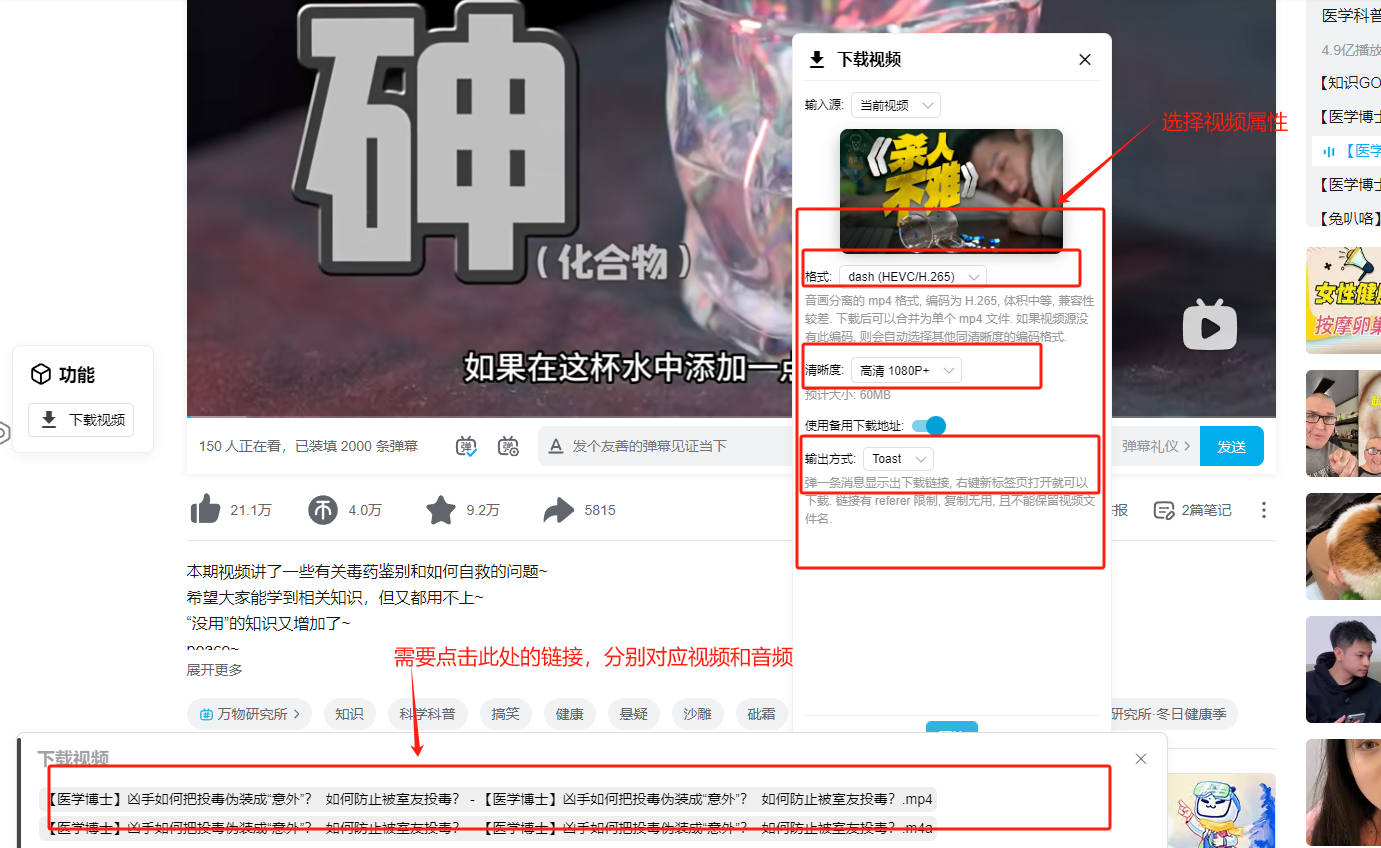 砷
（化合物）
如果在这杯水中添加一点
功能
下载视频
150 人正在看，已装填 2000 条弹幕
弹
弹
A 发个友善的弹幕见证当下
弹幕礼仪
发送
21.1万
4.0万
9.2万
5815
2篇笔记
本期视频讲了一些有关毒药鉴别和如何自救的问题~
希望大家能学到相关知识，但又都用不上~
“没用”的知识又增加了~
peace~
展开更多
需要点击此处的链接，分别对应视频和音频
万物研究所
知识
科学科普
搞笑
健康
悬疑
沙雕
砒霜
研究所·冬日健康季
下载视频
输入源:
当前视频
《杀人
不难》
选择视频属性
格式:
dash (HEVC/H.265)
音画分离的 mp4 格式, 编码为 H.265, 体积中等, 兼容性
较差. 下载后可以合并为单个 mp4 文件. 如果视频源没
有此编码, 则会自动选择其他同清晰度的编码格式.
清晰度:
高清 1080P+
预计大小: 60MB
使用备用下载地址:
输出方式:
Toast
弹一条消息显示出下载链接, 右键新标签页打开就可以
下载. 链接有 referer 限制, 复制无用, 且不能保留视频文
件名.
医学科普
4.9亿播放
【知识GO
【医学博士
【医学
【医学博士
【兔叭咯】
女性健康
按摩卵巢
下载视频
【医学博士】凶手如何把投毒伪装成“意外”？ 如何防止被室友投毒？ - 【医学博士】凶手如何把投毒伪装成“意外”？ 如何防止被室友投毒？.mp4
【医学博士】凶手如何把投毒伪装成“意外”？ 如何防止被室友投毒？ - 【医学博士】凶手如何把投毒伪装成“意外”？ 如何防止被室友投毒？.m4a